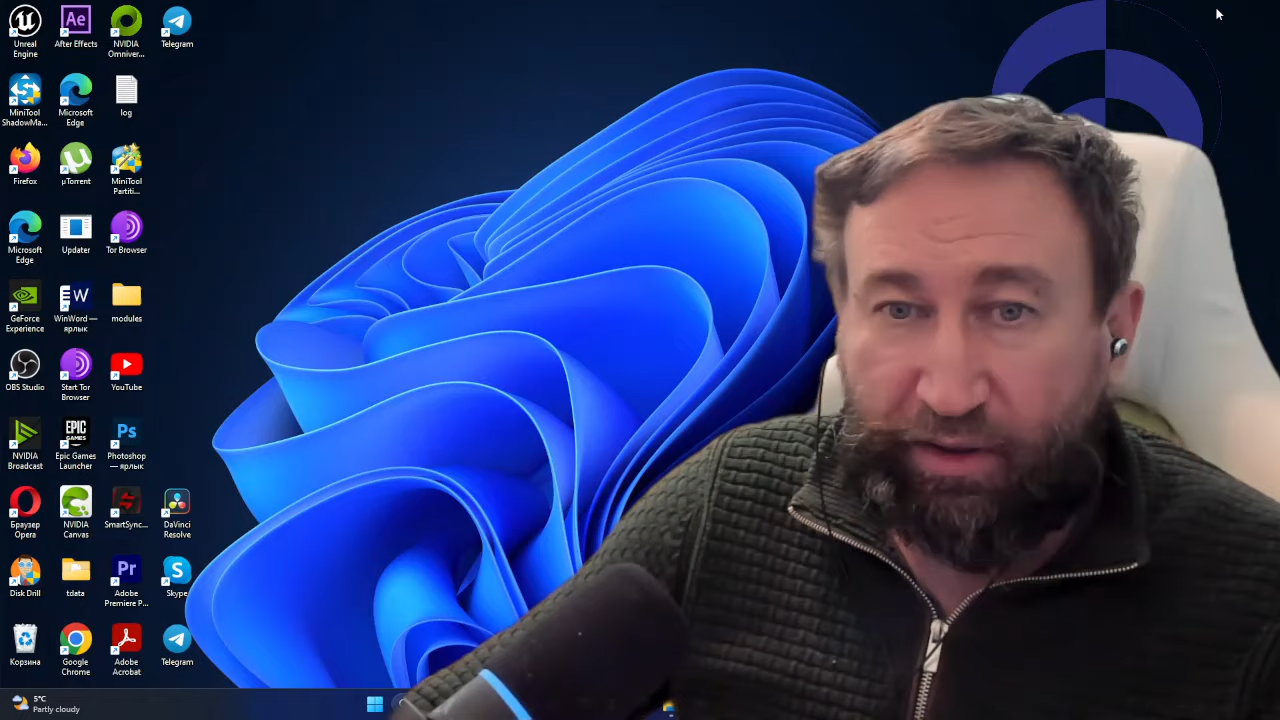 Unreal
Engine
After Effects
NVIDIA
Omniver...
Telegram
MiniTool
ShadowMa...
Microsoft
Edge
log
Firefox
µTorrent
MiniTool
Partiti...
Microsoft
Edge
Updater
Tor Browser
GeForce
Experience
WinWord —
ярлык
modules
OBS Studio
Start Tor
Browser
YouTube
NVIDIA
Broadcast
Epic Games
Launcher
Photoshop
— ярлык
Браузер
Opera
NVIDIA
Canvas
SmartSync...
DaVinci
Resolve
Disk Drill
tdata
Adobe
Premiere P...
Skype
Корзина
Google
Chrome
Adobe
Acrobat
Telegram
5°C
Partly cloudy